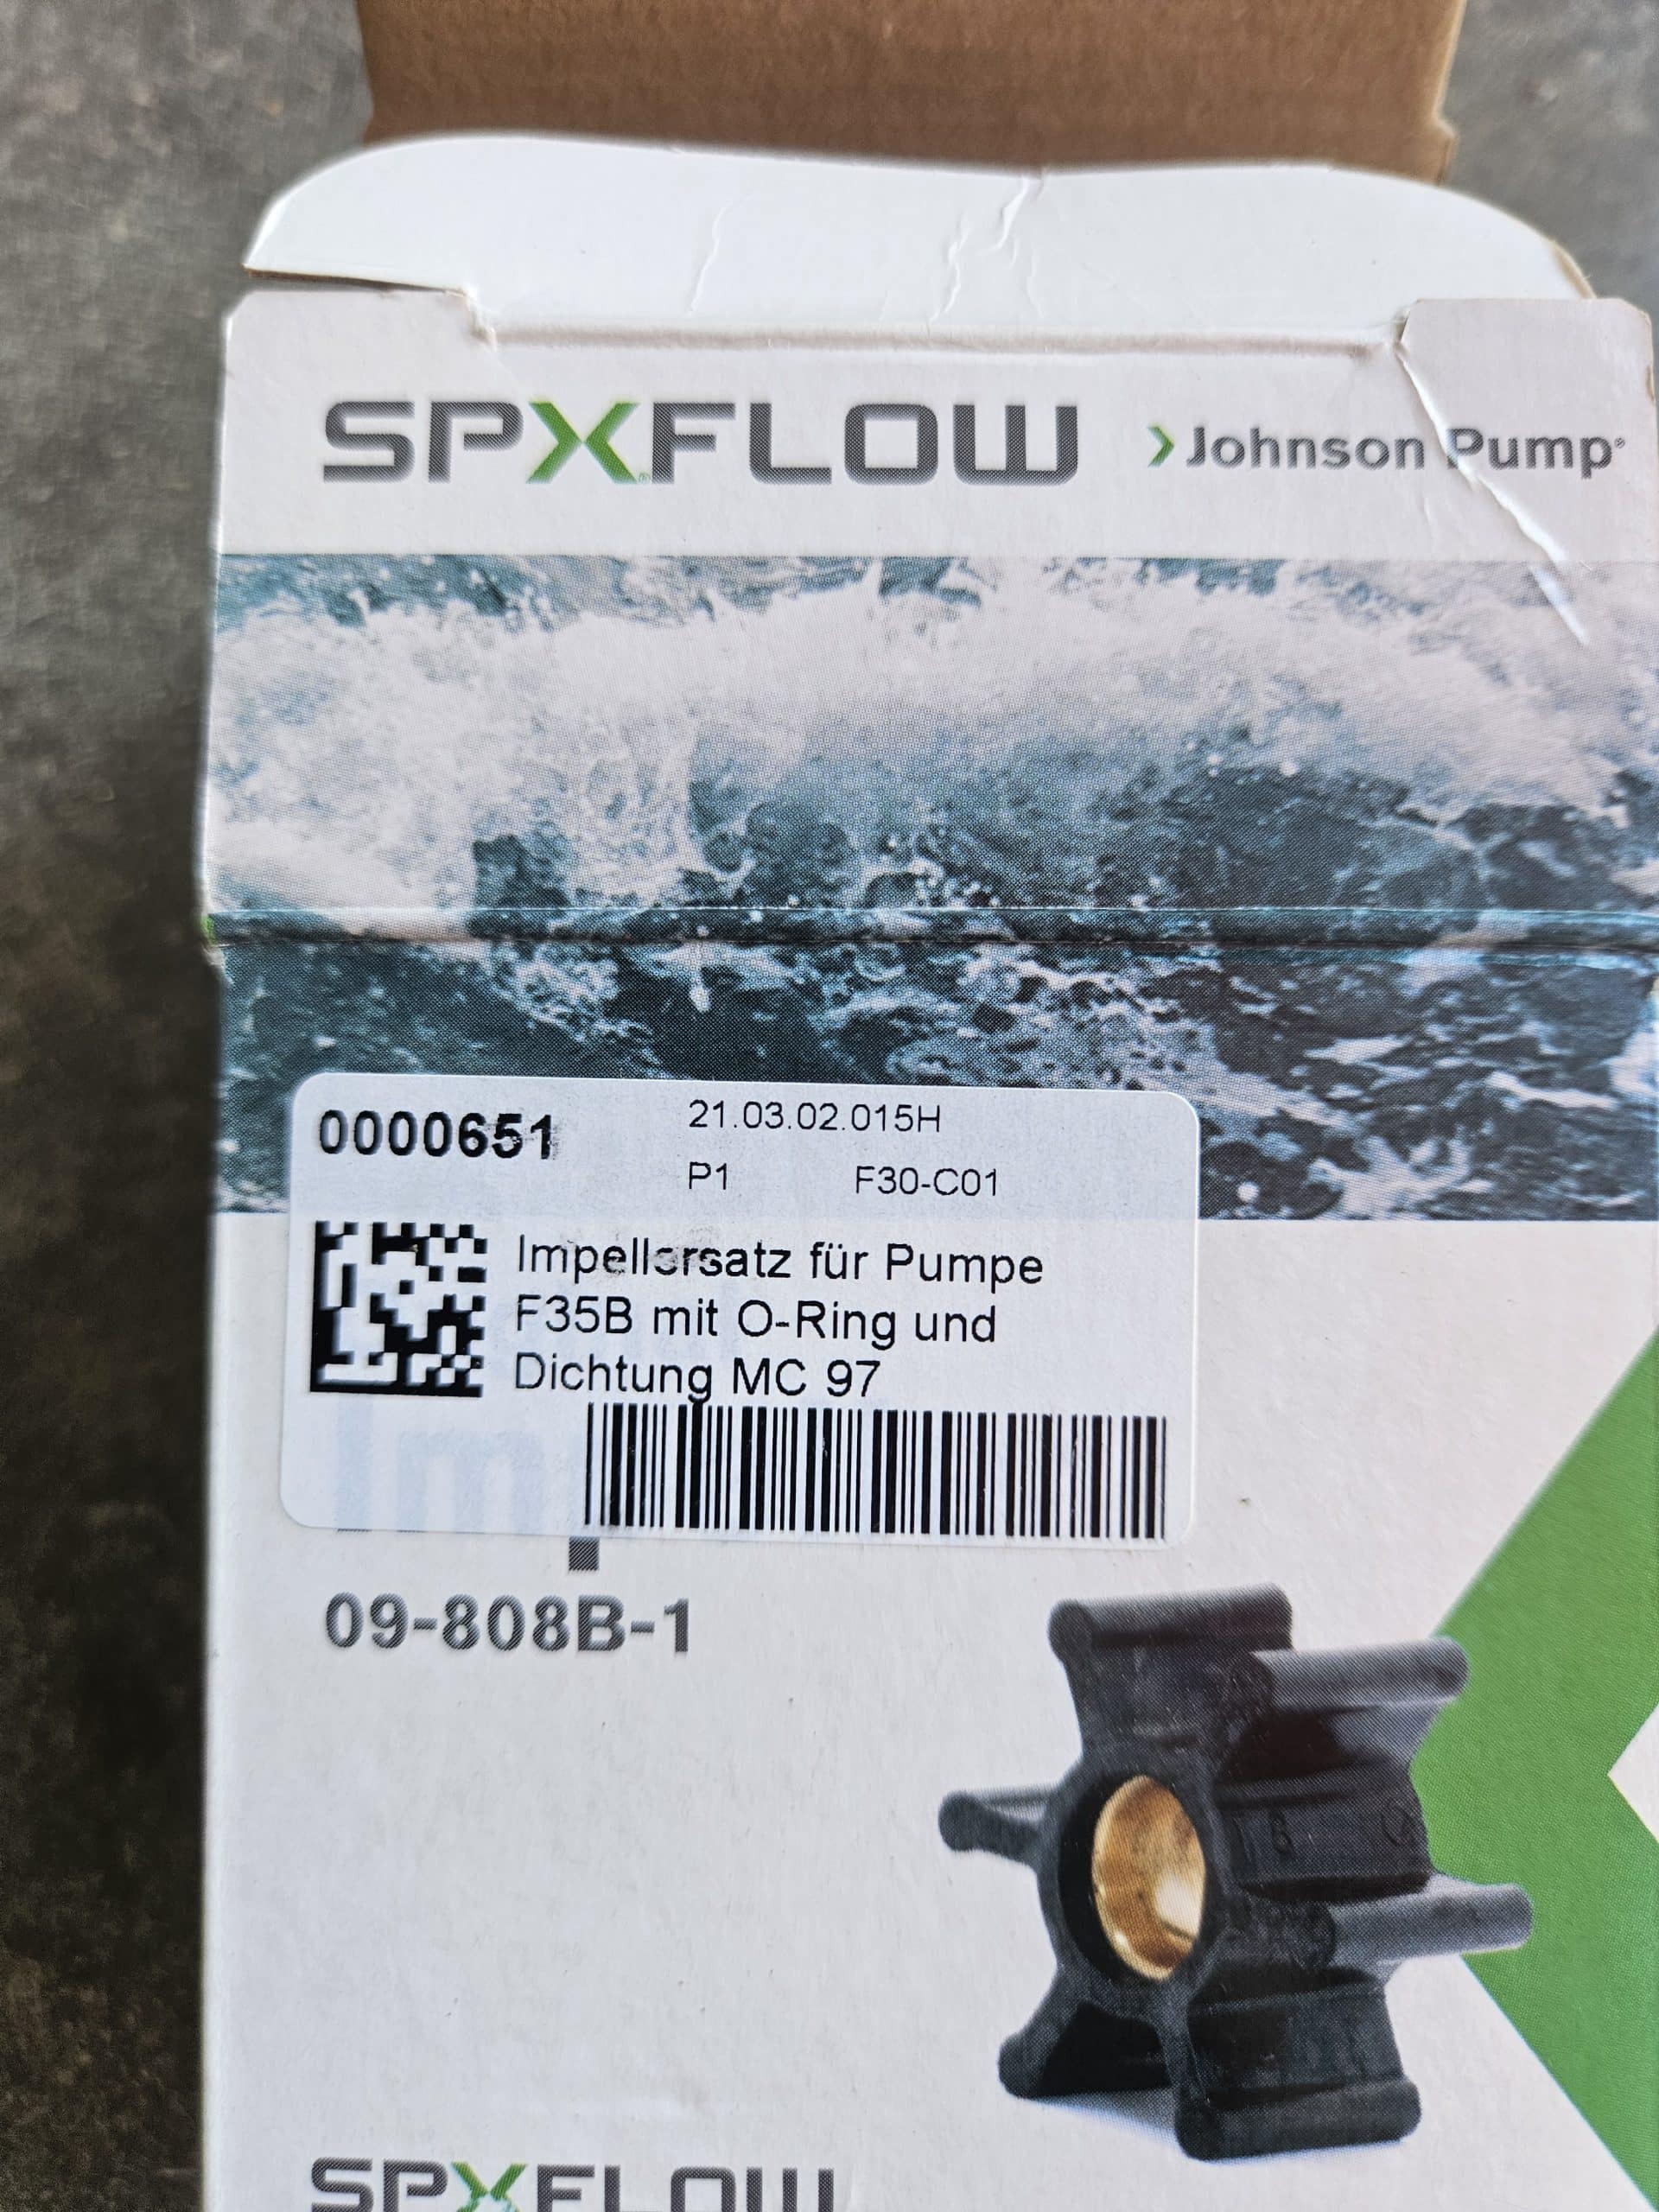 SPXFLOW
Johnson Pump®
0000651
21.03.02.015H
P1 F30-C01
Impellersatz für Pumpe
F35B mit O-Ring und
Dichtung MC 97
09-808B-1
SPXFLOW